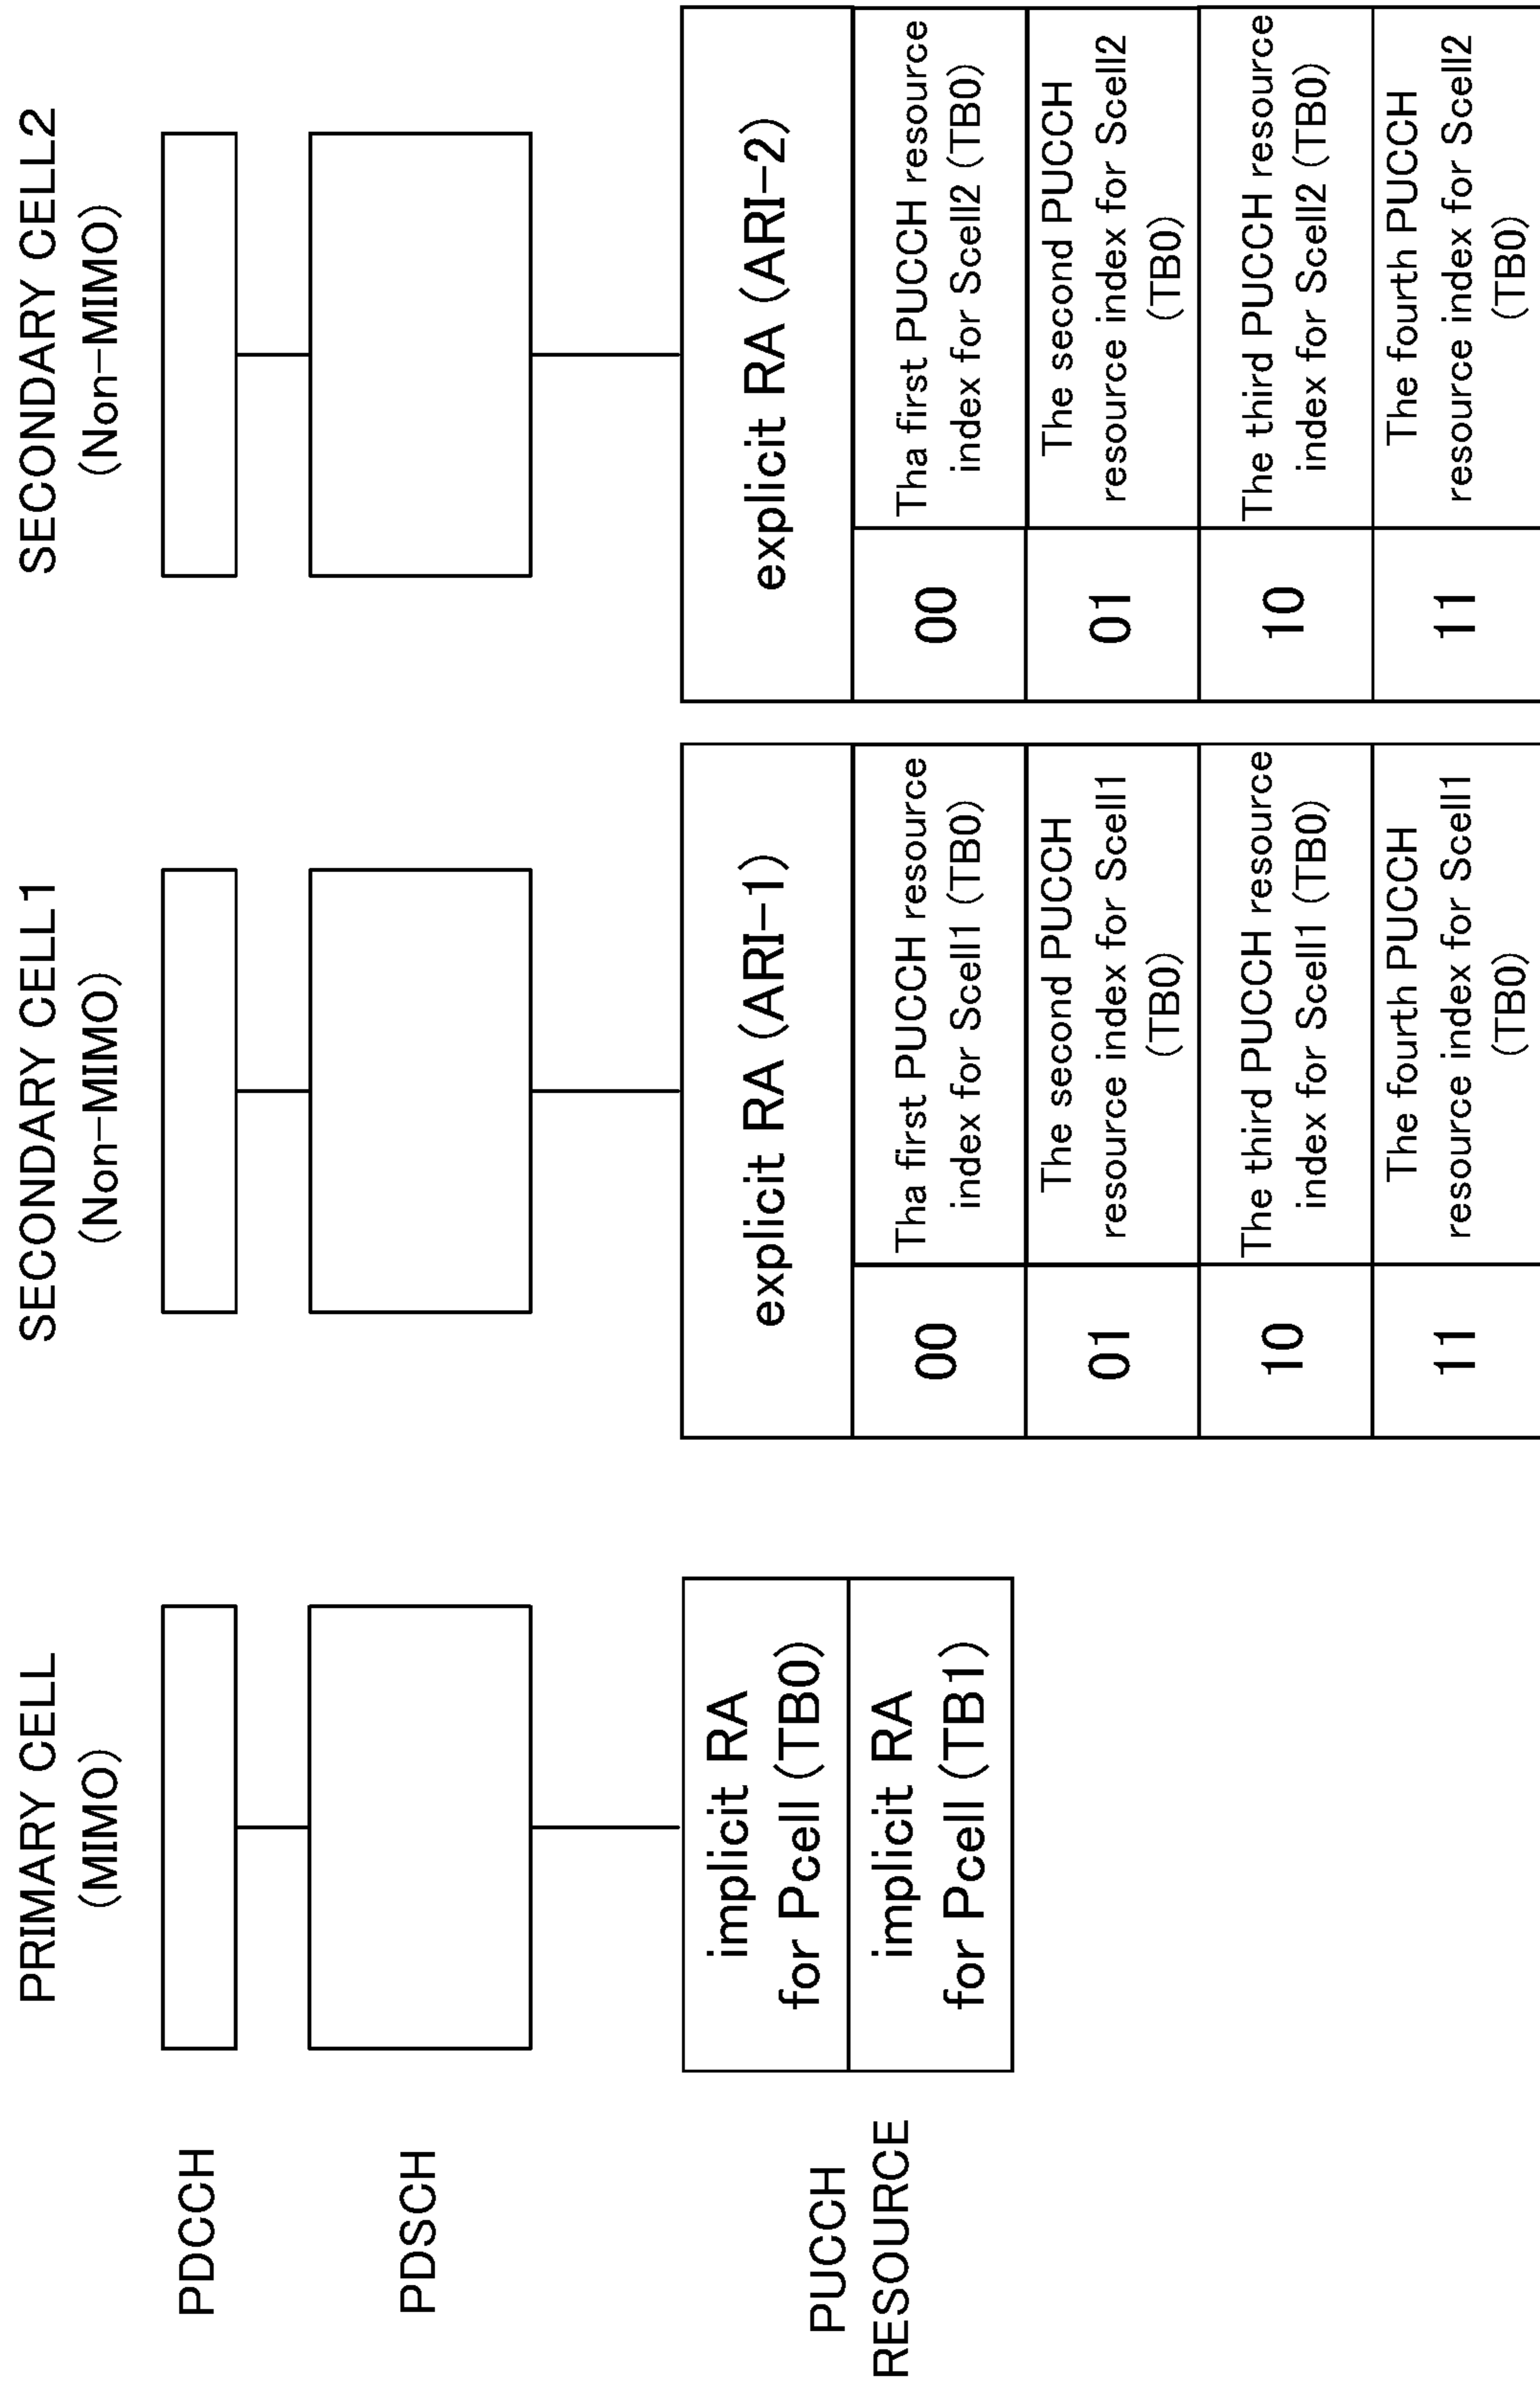 PRIMARY CELL
(MIMO)
SECONDARY CELL1
(Non-MIMO)
SECONDARY CELL2
(Non-MIMO)
PDCCH
PDSCH
PUCCH
RESOURCE
implicit RA
for Pcell (TB0)
implicit RA
for Pcell (TB1)
explicit RA (ARI-1)
00
Tha first PUCCH resource
index for Scell1 (TB0)
01
The second PUCCH
resource index for Scell1
(TB0)
10
The third PUCCH resource
index for Scell1 (TB0)
11
The fourth PUCCH
resource index for Scell1
(TB0)
explicit RA (ARI-2)
00
Tha first PUCCH resource
index for Scell2 (TB0)
01
The second PUCCH
resource index for Scell2
(TB0)
10
The third PUCCH resource
index for Scell2 (TB0)
11
The fourth PUCCH
resource index for Scell2
(TB0)